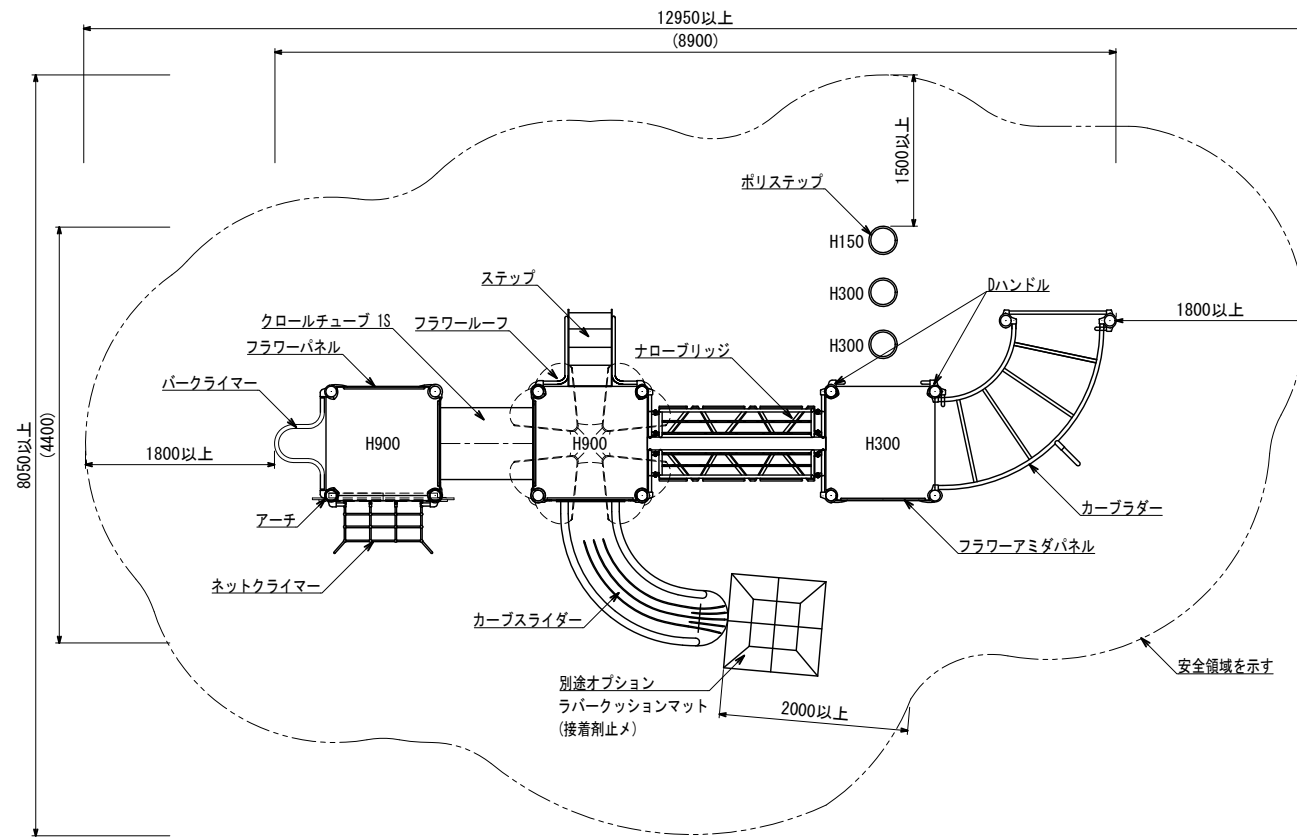 12950以上
(8900)
1500以上
ポリステップ
H150
ステップ
Dハンドル
H300
クロールチューブ 1S
フラワールーフ
1800以上
フラワーパネル
ナローブリッジ
H300
バークライマー
8050以上
(4400)
H900
H900
H300
1800以上
アーチ
カーブラダー
フラワーアミダパネル
ネットクライマー
カーブスライダー
安全領域を示す
別途オプション
ラバークッションマット
(接着剤止メ)
2000以上